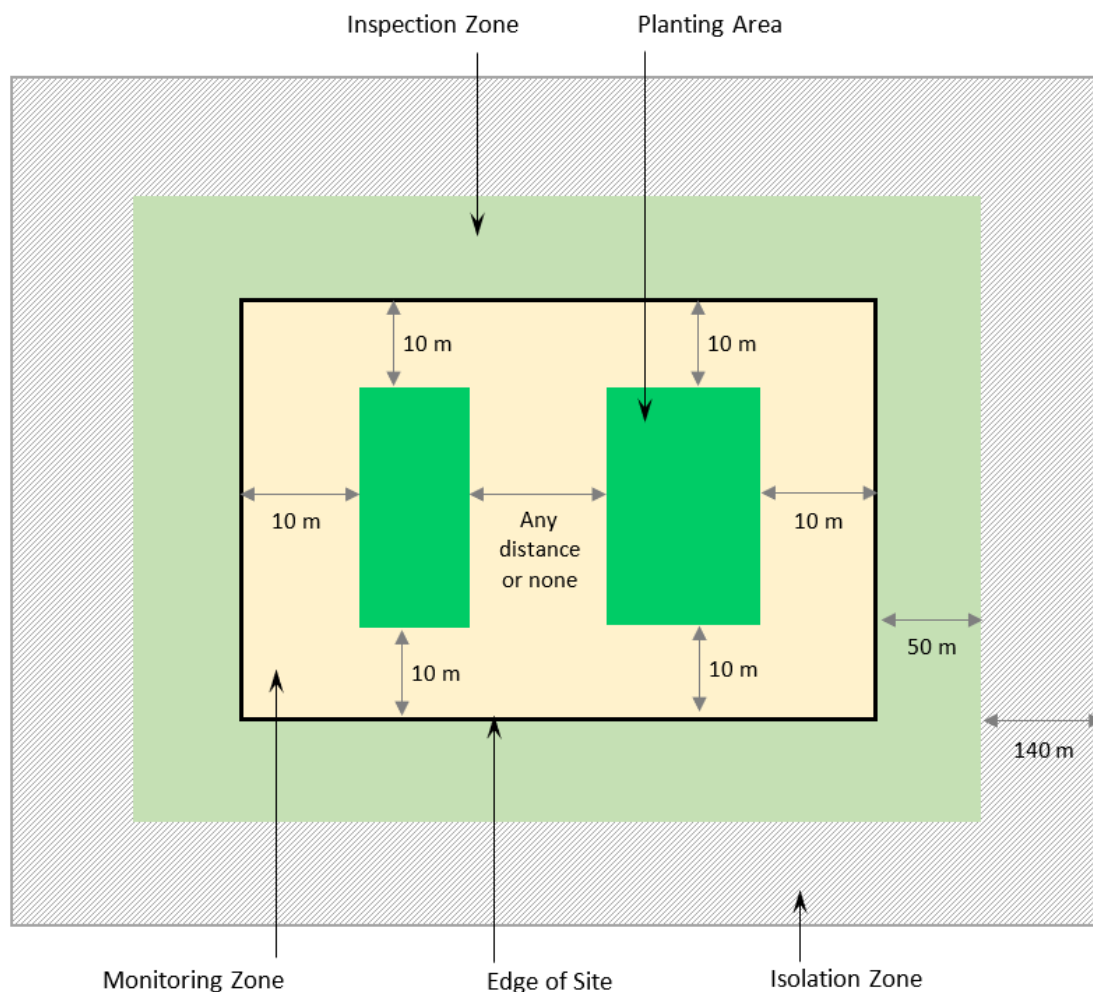 Inspection Zone
Planting Area
10 m
10 m
10 m
Any
distance
or none
10 m
10 m
10 m
50 m
140 m
Monitoring Zone
Edge of Site
Isolation Zone